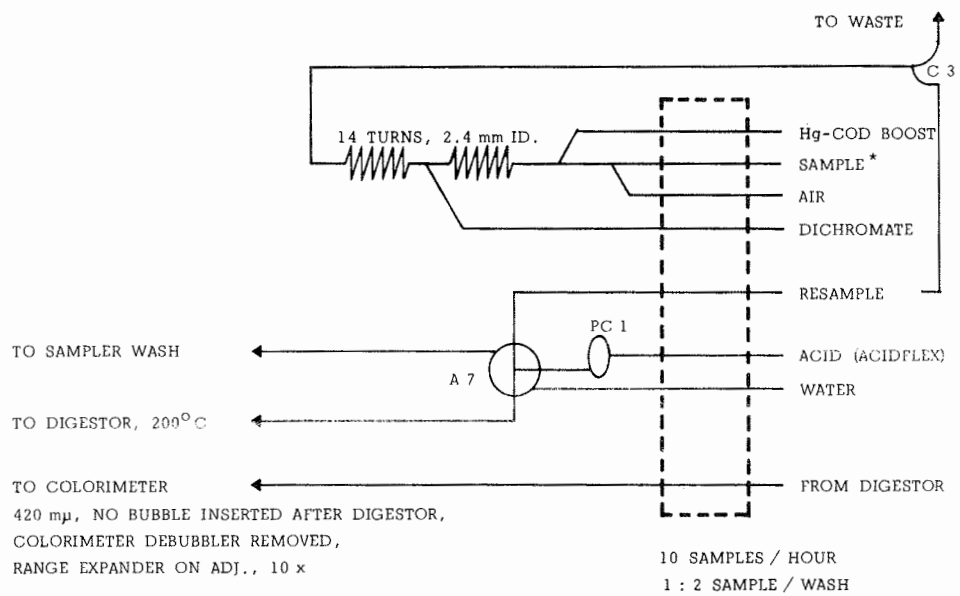 TO WASTE
C 3
14 TURNS, 2.4 mm ID.
Hg-COD BOOST
SAMPLE*
AIR
DICHROMATE
RESAMPLE
PC 1
TO SAMPLER WASH
ACID (ACIDFLEX)
A 7
WATER
TO DIGESTOR, 200°C
TO COLORIMETER
FROM DIGESTOR
420 mμ, NO BUBBLE INSERTED AFTER DIGESTOR,
COLORIMETER DEBUBBLER REMOVED,
RANGE EXPANDER ON ADJ., 10 x
10 SAMPLES / HOUR
1 : 2 SAMPLE / WASH